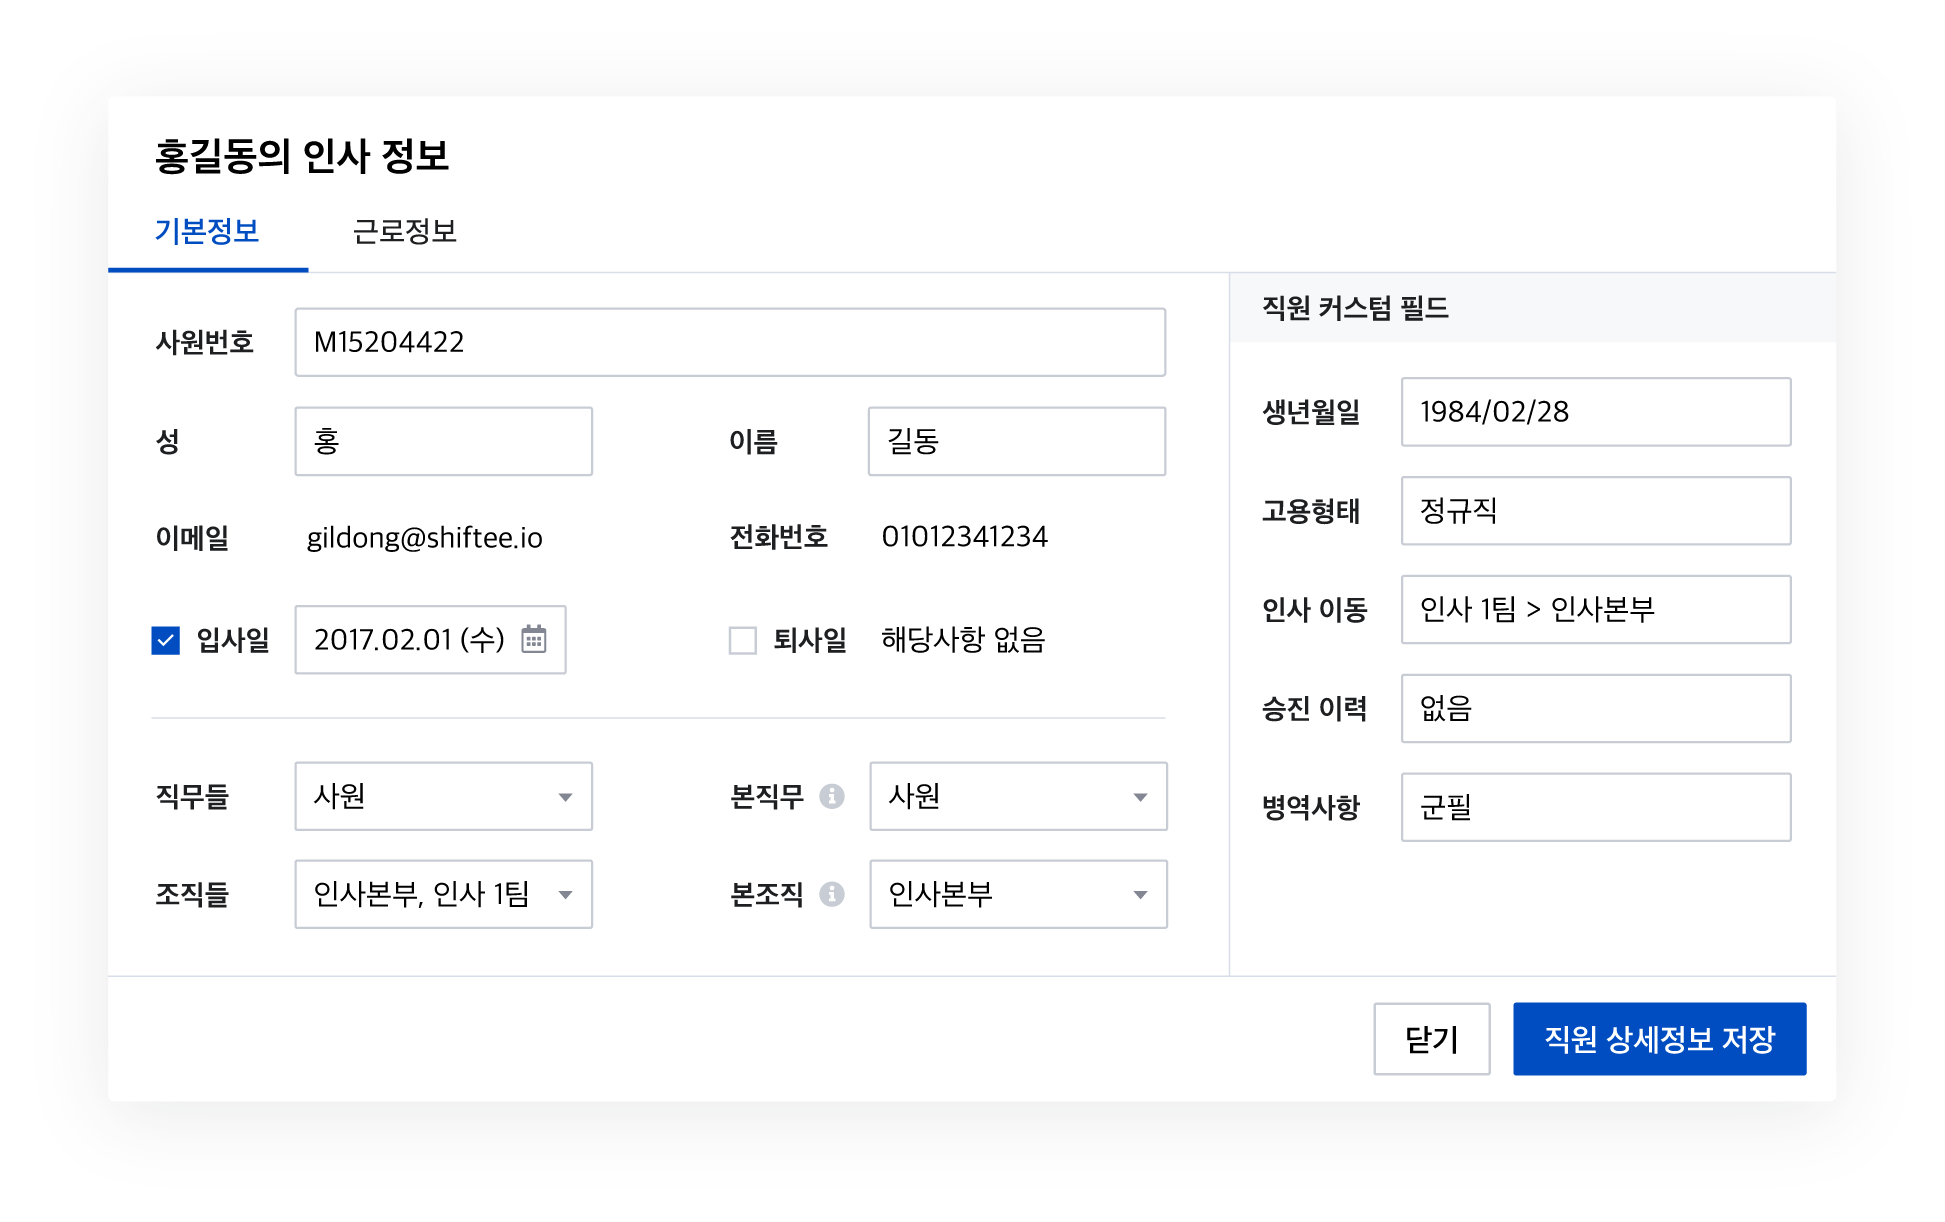 홍길동의 인사 정보
기본정보 근로정보
사원번호 M15204422
성 홍 이름 길동
이메일 gildong@shiftee.io 전화번호 01012341234
입사일 2017.02.01 (수) 퇴사일 해당사항 없음
직무들 사원 본직무 사원
조직들 인사본부, 인사 1팀 본조직 인사본부
직원 커스텀 필드
생년월일 1984/02/28
고용형태 정규직
인사 이동 인사 1팀 > 인사본부
승진 이력 없음
병역사항 군필
닫기 직원 상세정보 저장